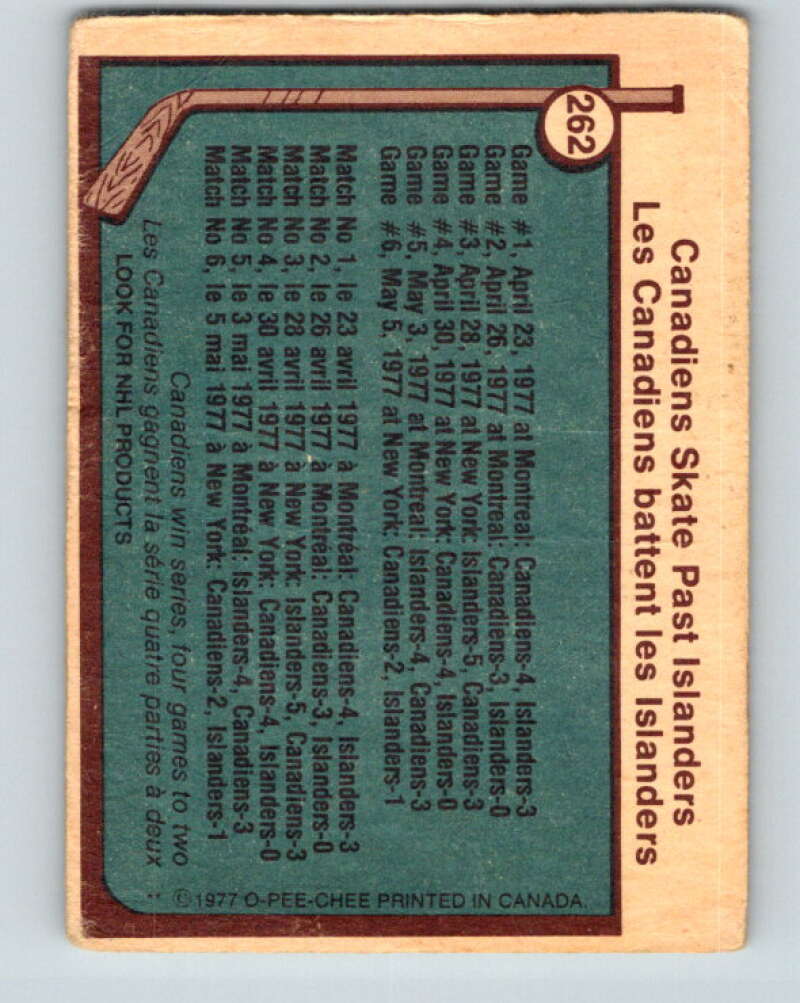 262
Canadiens Skate Past Islanders
Les Canadiens battent les Islanders
Game #1, April 23, 1977 at Montreal: Canadiens-4, Islanders-3
Game #2, April 26, 1977 at Montreal: Canadiens-3, Islanders-0
Game #3, April 28, 1977 at New York: Islanders-5, Canadiens-3
Game #4, April 30, 1977 at New York: Canadiens-4, Islanders-0
Game #5, May 3, 1977 at Montreal: Islanders-4, Canadiens-3
Game #6, May 5, 1977 at New York: Canadiens-2, Islanders-1
Match No 1, le 23 avril 1977 à Montréal: Canadiens-4, Islanders-3
Match No 2, le 26 avril 1977 à Montréal: Canadiens-3, Islanders-0
Match No 3, le 28 avril 1977 à New York: Islanders-5, Canadiens-3
Match No 4, le 30 avril 1977 à New York: Canadiens-4, Islanders-0
Match No 5, le 3 mai 1977 à Montréal: Islanders-4, Canadiens-3
Match No 6, le 5 mai 1977 à New York: Canadiens-2, Islanders-1
Canadiens win series, four games to two
Les Canadiens gagnent la série quatre parties à deux
LOOK FOR NHL PRODUCTS
** ©1977 O-PEE-CHEE PRINTED IN CANADA.